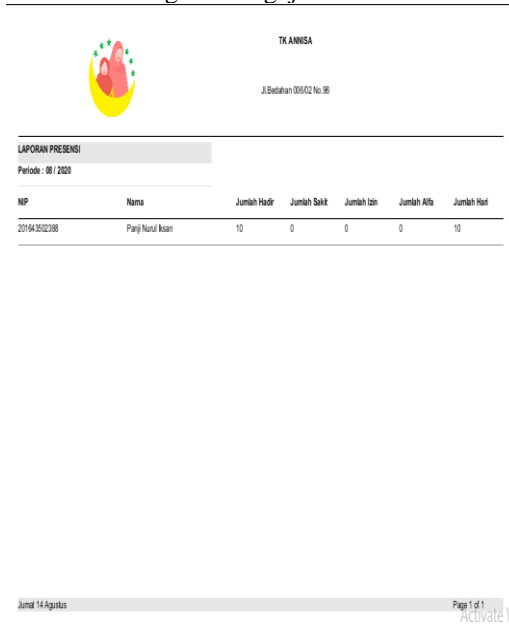 TK ANNISA
Jl.Bedahan 005/02 No.96
LAPORAN PRESENSI
Periode : 08 / 2020
NIP Nama Jumlah Hadir Jumlah Sakit Jumlah Izin Jumlah Alfa Jumlah Hari
201643502388 Panji Nurul Iksan 10 0 0 0 10
Jumat 14 Agustus Page 1 of 1
Activate